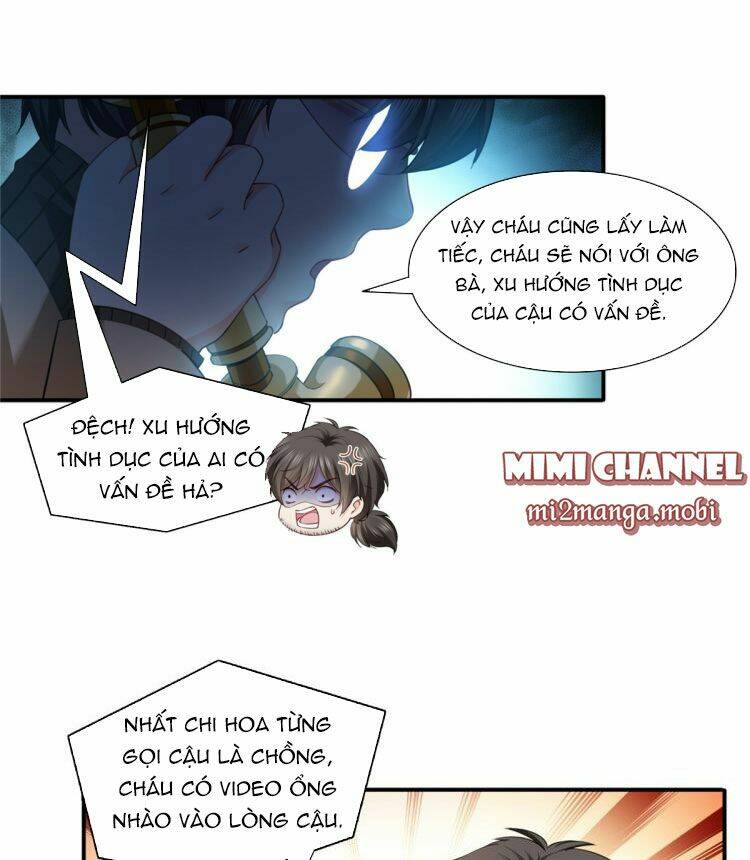 VẬY CHÁU CŨNG LẤY LÀM
TIẾC, CHÁU SẼ NÓI VỚI ÔNG
BÀ, XU HƯỚNG TÌNH DỤC
CỦA CẬU CÓ VẤN ĐỀ.
ĐỆCH! XU HƯỚNG
TÌNH DỤC CỦA AI CÓ
VẤN ĐỀ HẢ?
MIMI CHANNEL
mi2manga.mobi
NHẤT CHI HOA TỪNG
GỌI CẬU LÀ CHỒNG,
CHÁU CÓ VIDEO ỔNG
NHÀO VÀO LÒNG CẬU.